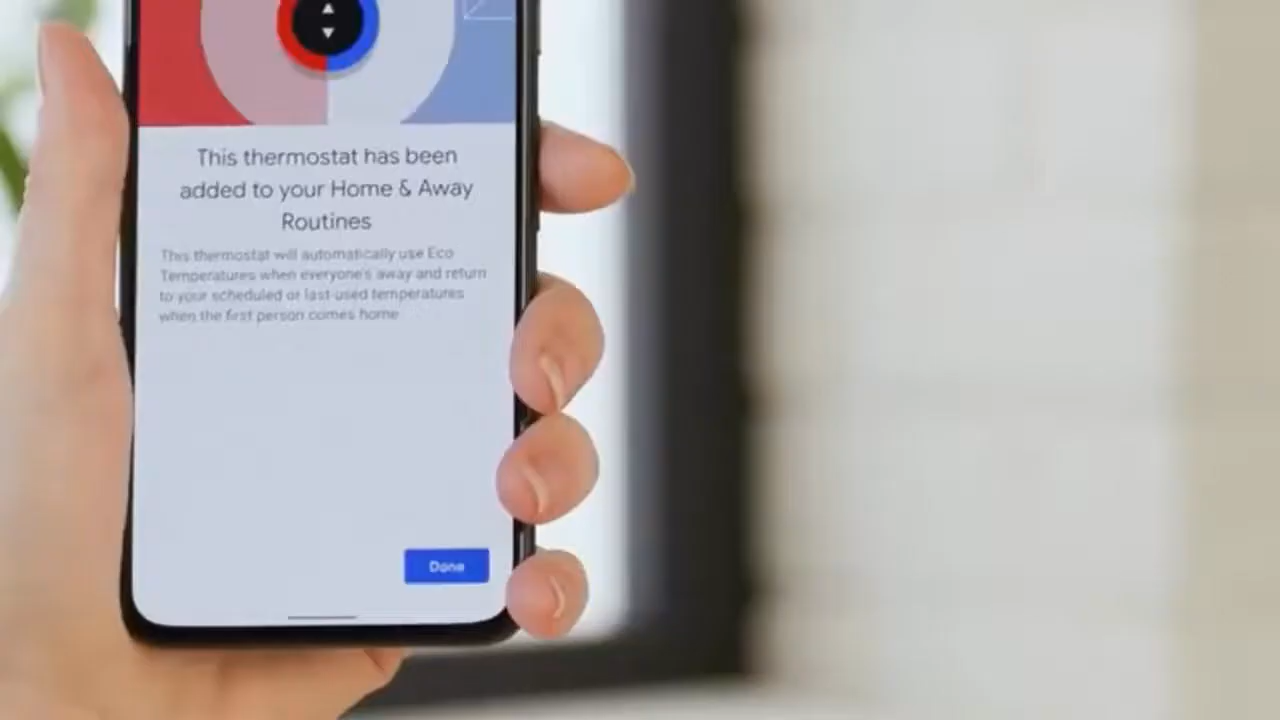 This thermostat has been
added to your Home & Away
Routines
This thermostat will automatically use Eco
Temperatures when everyone's away and return
to your scheduled or last-used temperatures
when the first person comes home
Done